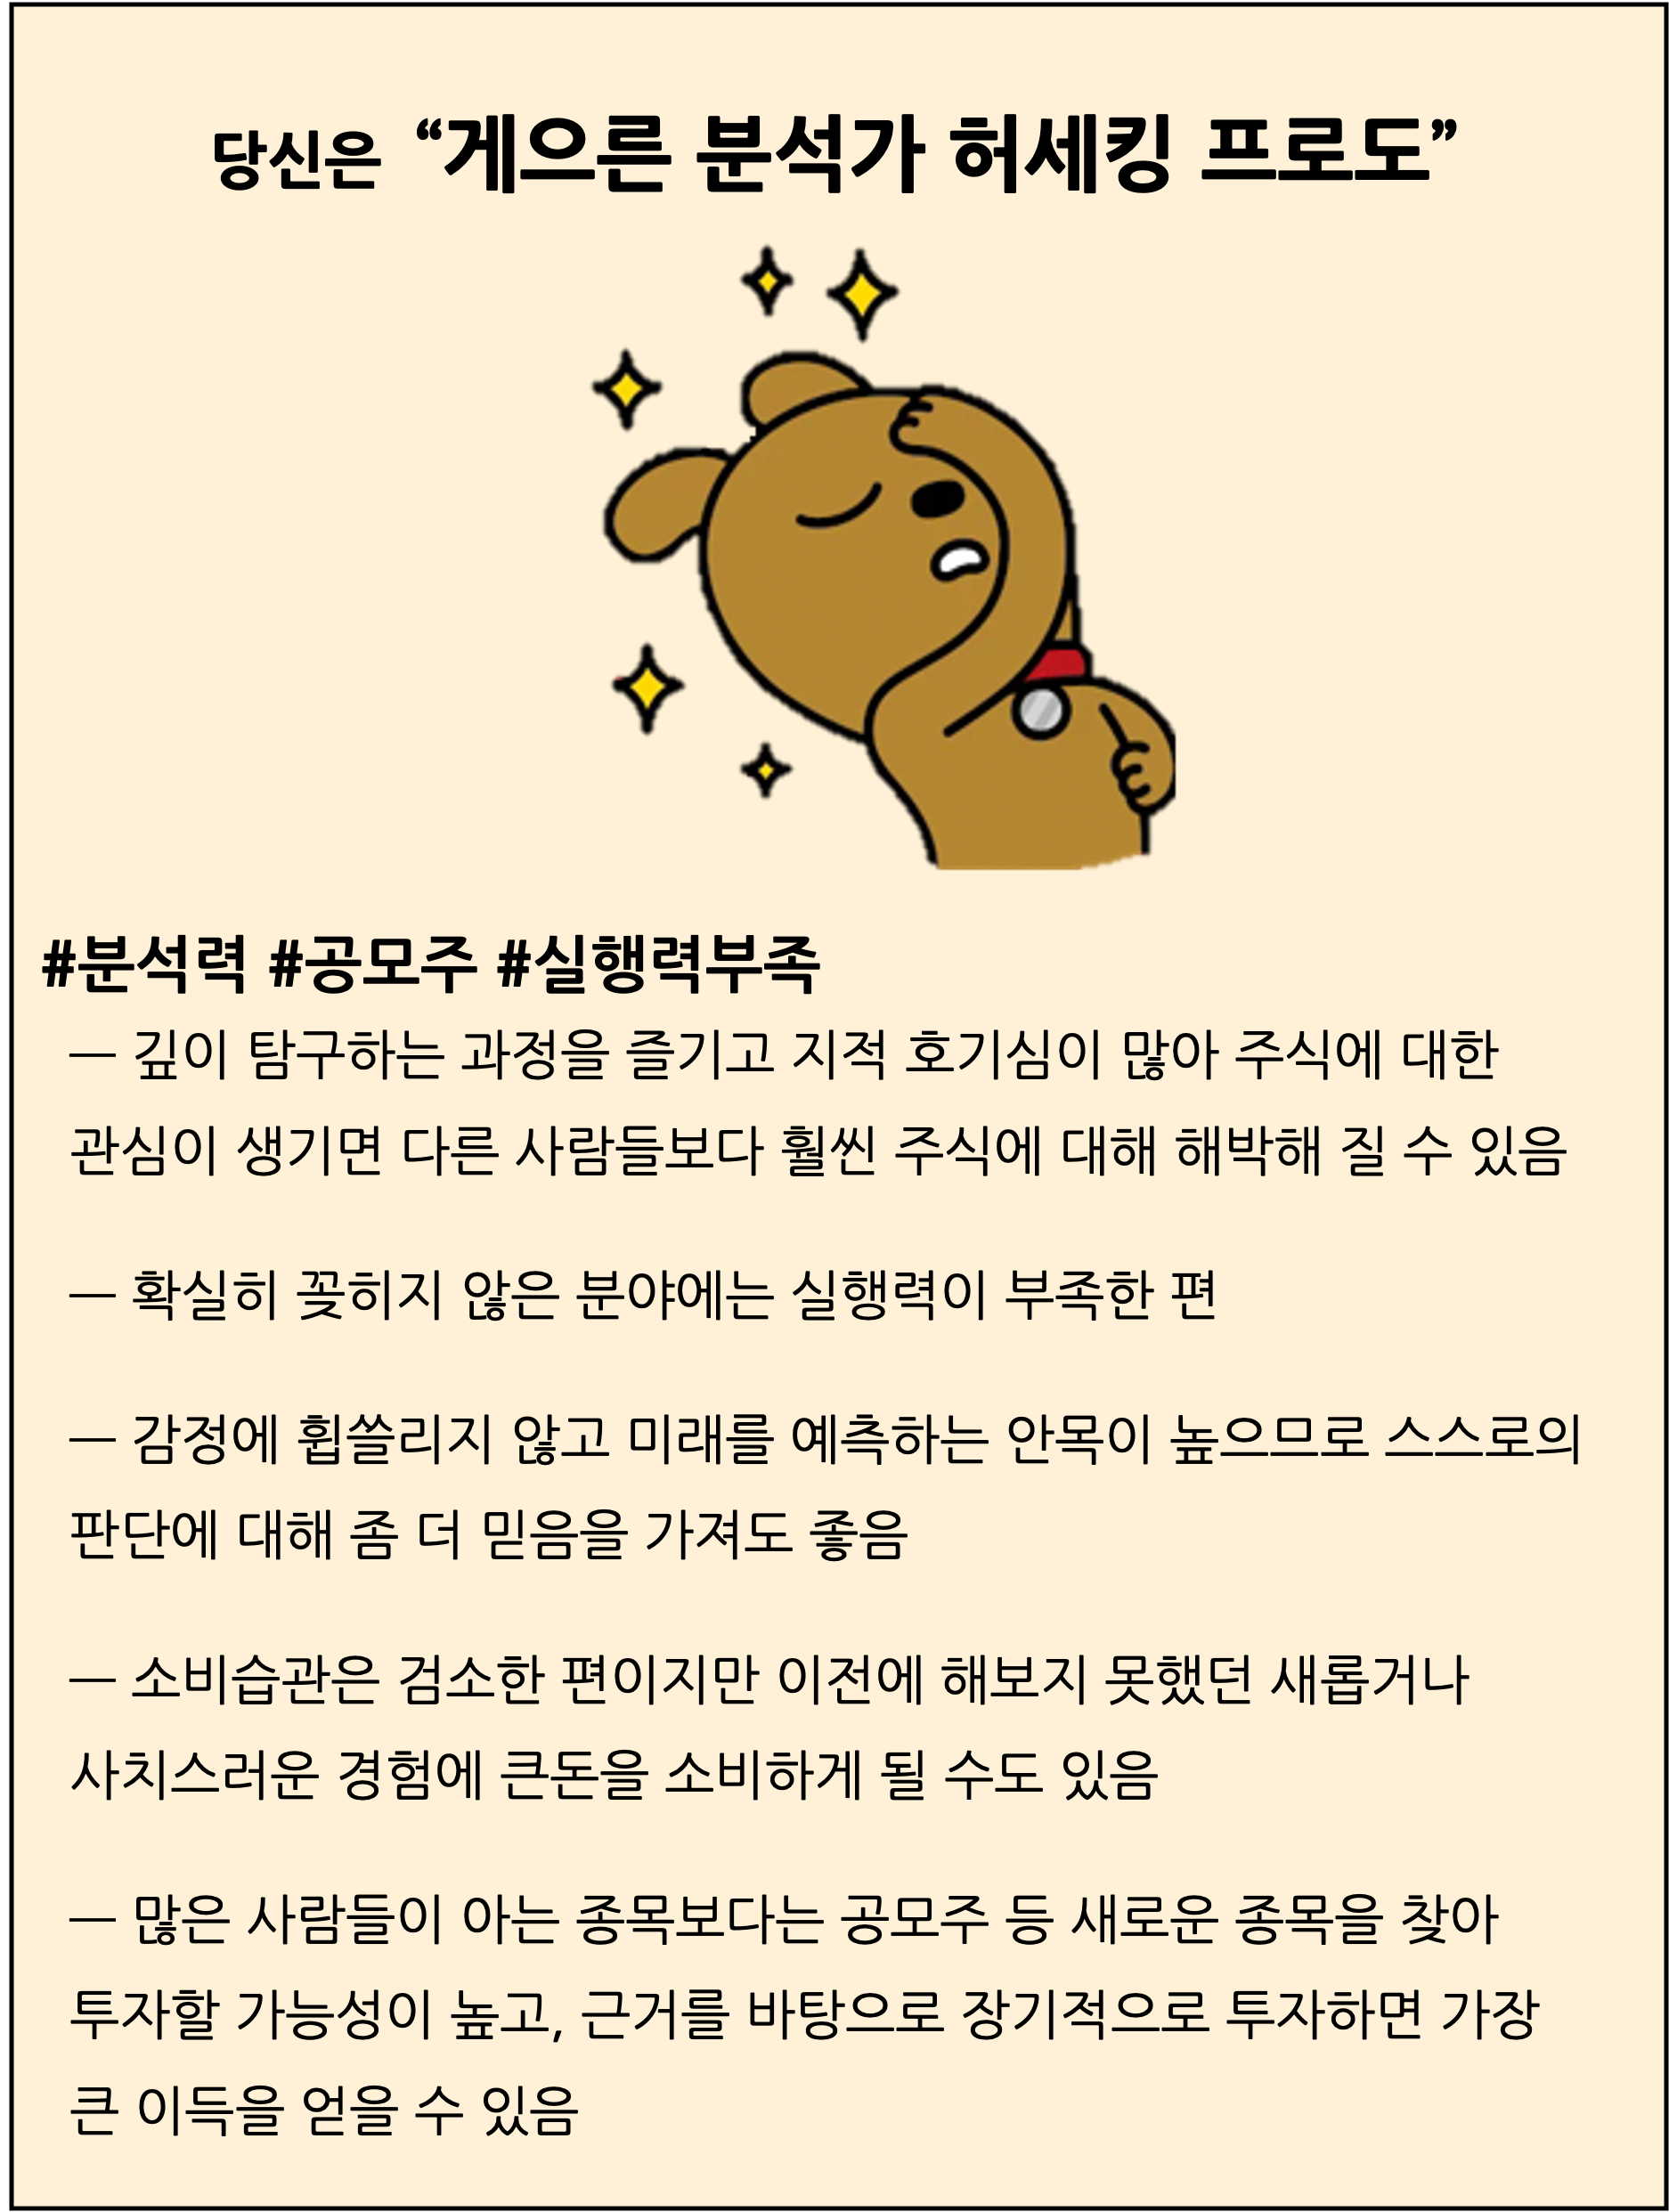 당신은 “게으른 분석가 허세킹 프로도”
#분석력 #공모주 #실행력부족
— 깊이 탐구하는 과정을 즐기고 지적 호기심이 많아 주식에 대한
관심이 생기면 다른 사람들보다 훨씬 주식에 대해 해박해 질 수 있음
— 확실히 꽂히지 않은 분야에는 실행력이 부족한 편
— 감정에 휩쓸리지 않고 미래를 예측하는 안목이 높으므로 스스로의
판단에 대해 좀 더 믿음을 가져도 좋음
— 소비습관은 검소한 편이지만 이전에 해보지 못했던 새롭거나
사치스러운 경험에 큰돈을 소비하게 될 수도 있음
— 많은 사람들이 아는 종목보다는 공모주 등 새로운 종목을 찾아
투자할 가능성이 높고, 근거를 바탕으로 장기적으로 투자하면 가장
큰 이득을 얻을 수 있음